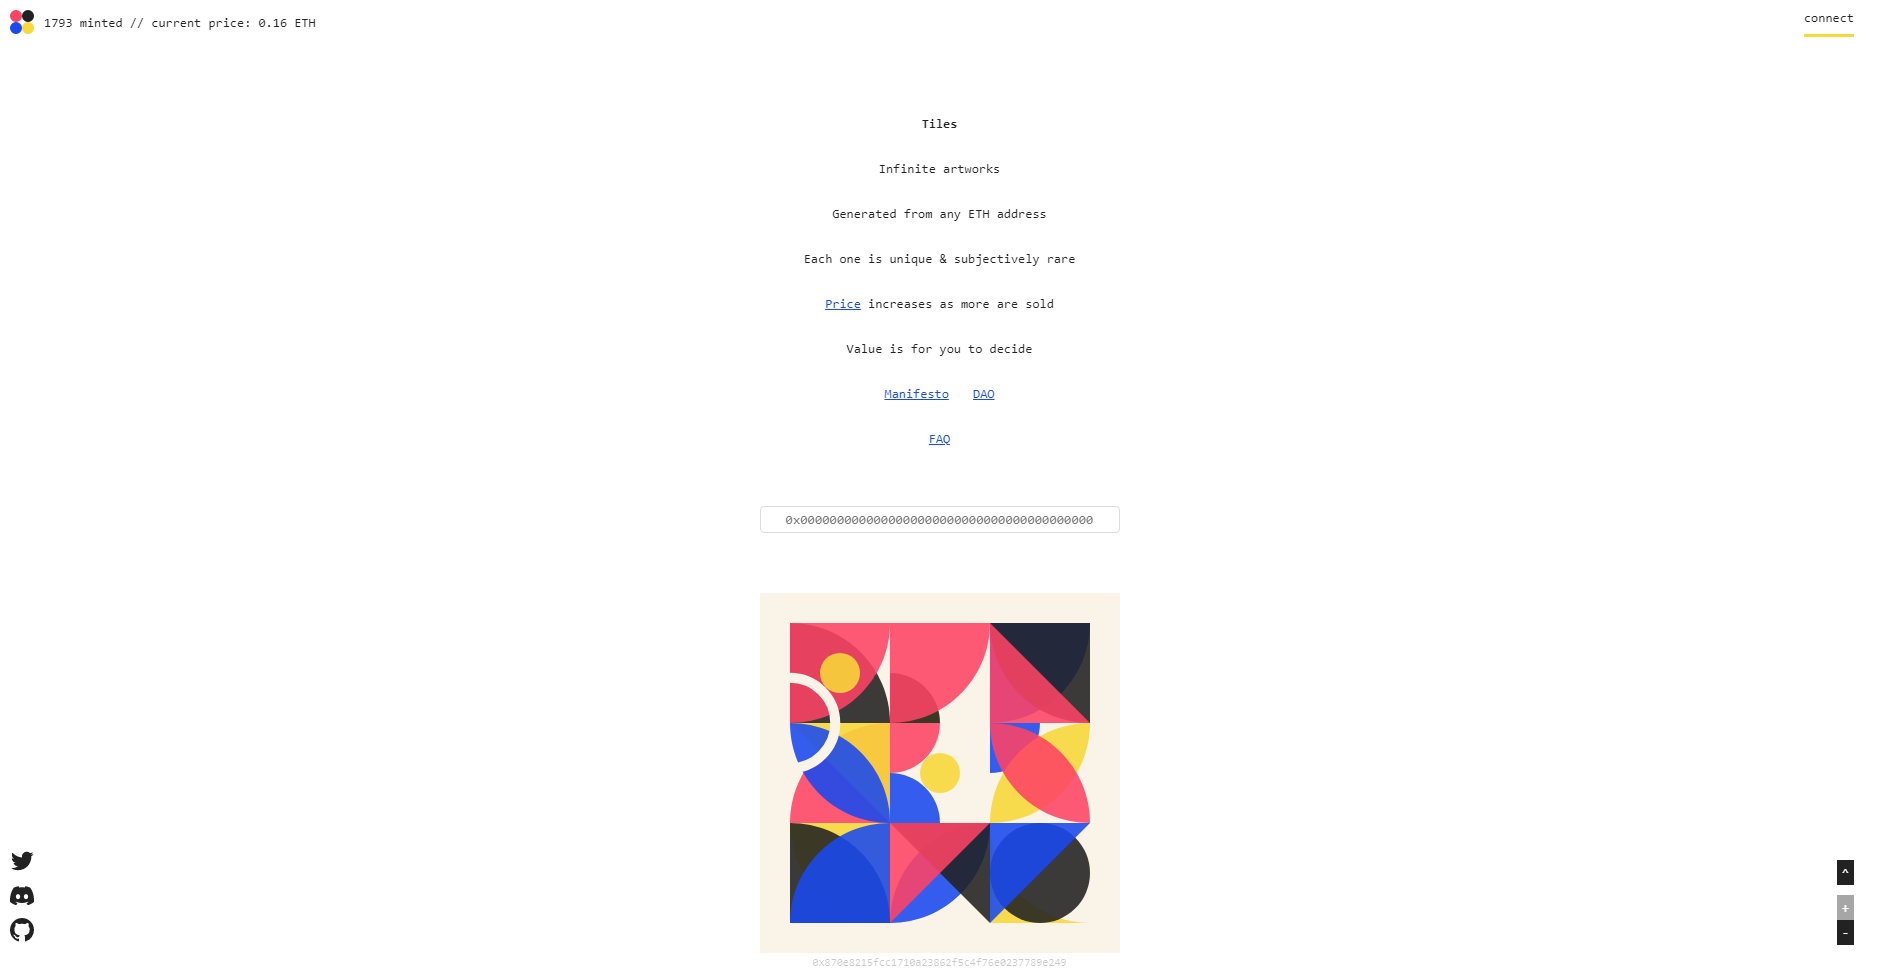 1793 minted // current price: 0.16 ETH
connect
Tiles
Infinite artworks
Generated from any ETH address
Each one is unique & subjectively rare
Price increases as more are sold
Value is for you to decide
Manifesto DAO
FAQ
0x0000000000000000000000000000000000000000
0x870e8215fcc1710a23862f5c4f76e0237789e249
^
+
-